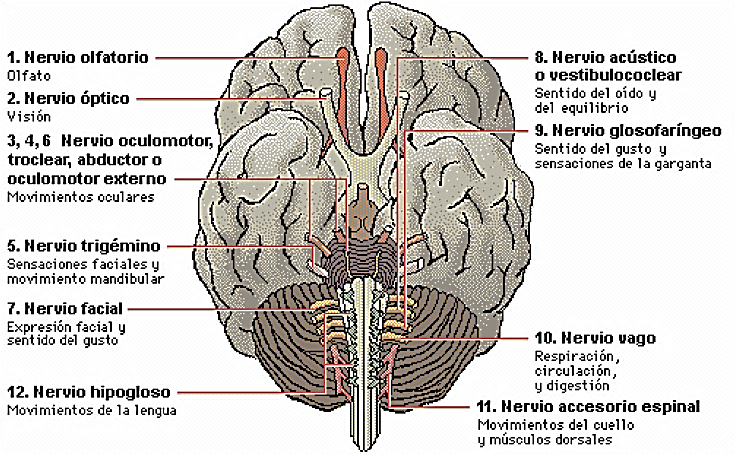 1. Nervio olfatorio
Olfato
2. Nervio óptico
Visión
3, 4, 6 Nervio oculomotor,
troclear, abductor o
oculomotor externo
Movimientos oculares
5. Nervio trigémino
Sensaciones faciales y
movimiento mandibular
7. Nervio facial
Expresión facial y
sentido del gusto
12. Nervio hipogloso
Movimientos de la lengua
8. Nervio acústico
o vestibulococlear
Sentido del oído y
del equilibrio
9. Nervio glosofaríngeo
Sentido del gusto y
sensaciones de la garganta
10. Nervio vago
Respiración,
circulación,
y digestión
11. Nervio accesorio espinal
Movimientos del cuello
y músculos dorsales